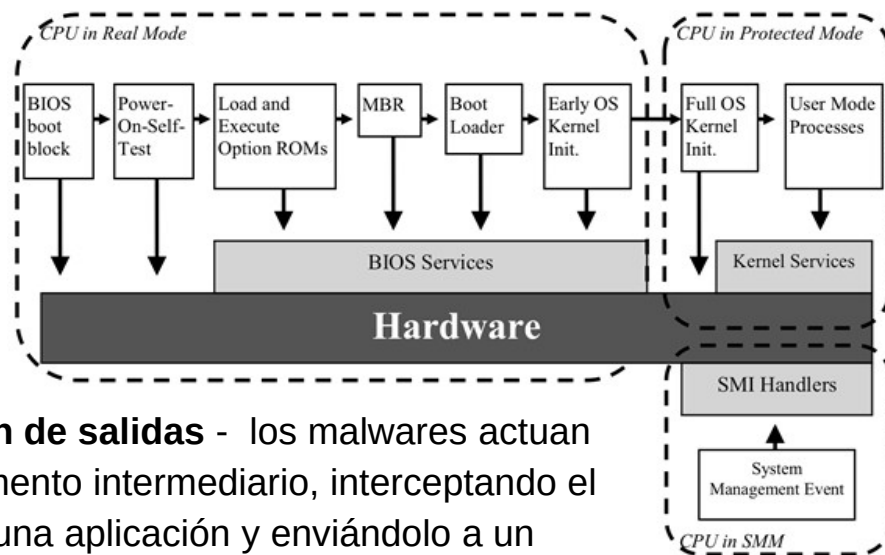 CPU in Real Mode
CPU in Protected Mode
BIOS
boot
block
Power-
On-Self-
Test
Load and
Execute
Option ROMs
MBR
Boot
Loader
Early OS
Kernel
Init.
Full OS
Kernel
Init.
User Mode
Processes
BIOS Services
Kernel Services
Hardware
SMI Handlers
System
Management Event
CPU in SMM
n de salidas - los malwares actuan
mento intermediario, interceptando el
una aplicación y enviándolo a un